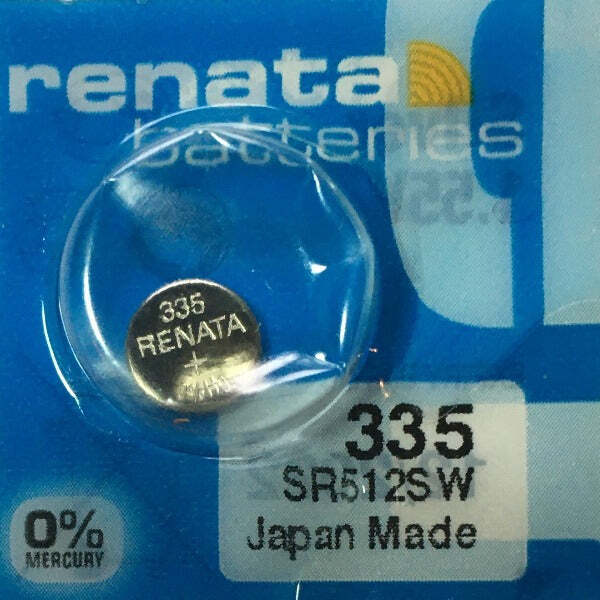 renata
batteries
335
RENATA
+
335
SR512SW
Japan Made
0%
MERCURY